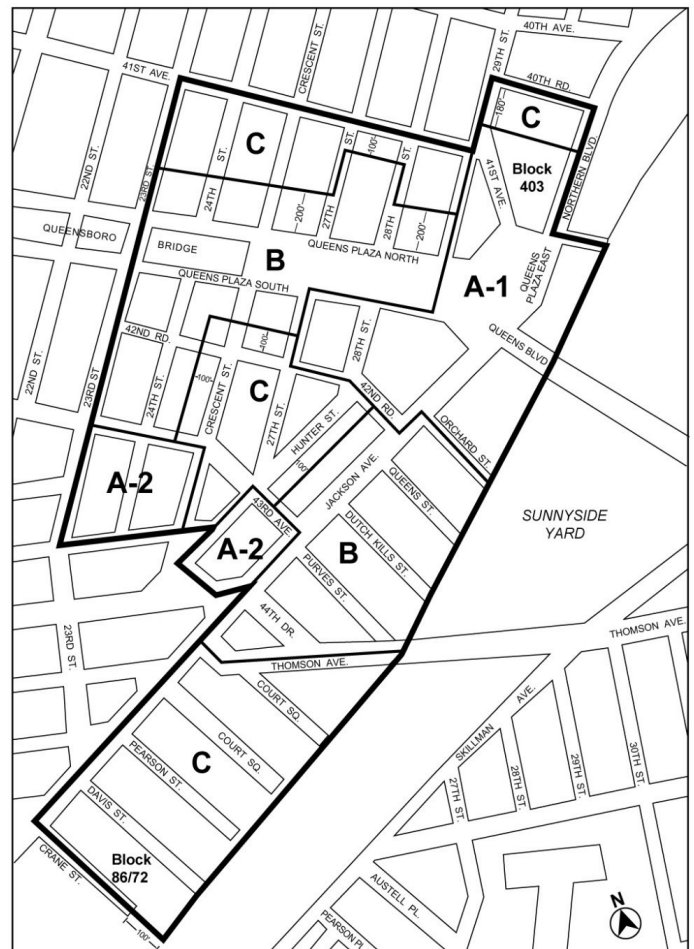 40TH AVE.
29TH ST.
CRESCENT ST.
41ST AVE.
40TH RD.
180'
C
NORTHERN BLVD.
ST.
100'
ST.
C
22ND ST.
23RD ST.
24TH ST.
41ST AVE.
Block
403
200'
27TH
28TH
200'
QUEENSBORO
BRIDGE
QUEENS PLAZA NORTH
B
QUEENS PLAZA EAST
A-1
QUEENS PLAZA SOUTH
42ND RD.
28TH ST.
QUEENS BLVD
100'
100'
22ND ST.
23RD ST
24TH ST.
CRESCENT ST.
C
27TH ST.
42ND RD.
HUNTER ST.
ORCHARD ST.
100'
JACKSON AVE.
A-2
QUEENS ST.
43RD AVE.
SUNNYSIDE
YARD
DUTCH KILLS ST.
A-2
B
PURVES ST.
44TH DR.
23RD ST.
THOMSON AVE.
THOMSON AVE.
COURT SQ.
SKILLMAN AVE.
COURT SQ.
C
PEARSON ST.
27TH ST.
28TH ST.
29TH ST.
30TH ST.
DAVIS ST.
Block
86/72
CRANE ST.
AUSTELL PL.
N
100'
PEARSON PL